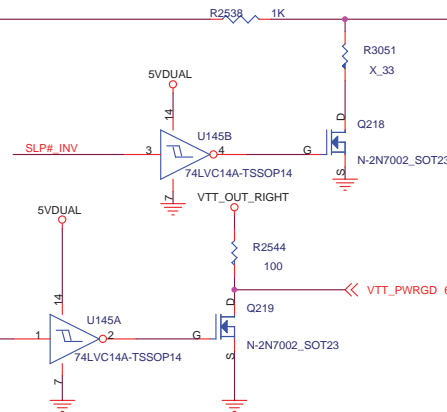 R2538 1K
R3051
X_33
5VDUAL
14
D
Q218
U145B
SLP#_INV
3
4
G
N-2N7002_SOT23
74LVC14A-TSSOP14
S
7
VTT_OUT_RIGHT
5VDUAL
R2544
100
14
VTT_PWRGD 6
D
Q219
U145A
1
2
G
N-2N7002_SOT23
74LVC14A-TSSOP14
S
7